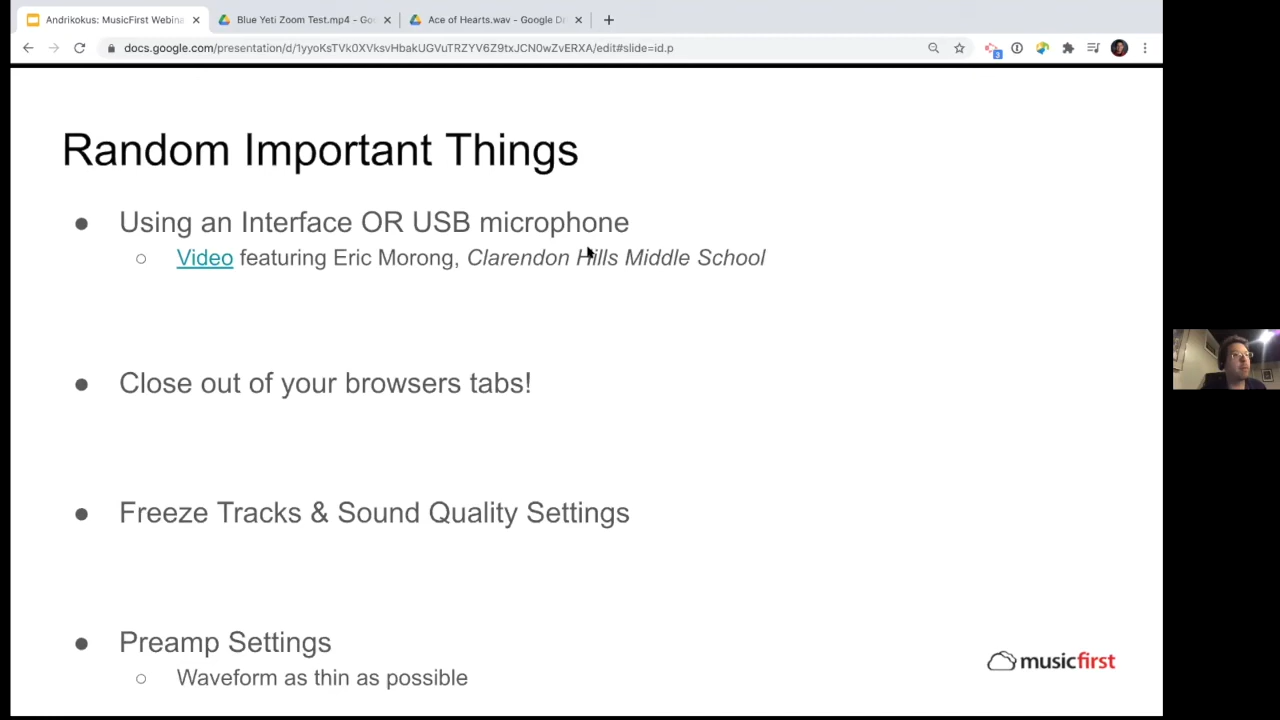 Andrikokus: MusicFirst Webina
Blue Yeti Zoom Test.mp4 - Go
Ace of Hearts.wav - Google Dr
docs.google.com/presentation/d/1yyoKsTVk0XVksvHbakUGVuTRZYV6Z9txJCN0wZvERXA/edit#slide=id.p
3
Random Important Things
● Using an Interface OR USB microphone
○ Video featuring Eric Morong, Clarendon Hills Middle School
● Close out of your browsers tabs!
● Freeze Tracks & Sound Quality Settings
● Preamp Settings
○ Waveform as thin as possible
musicfirst